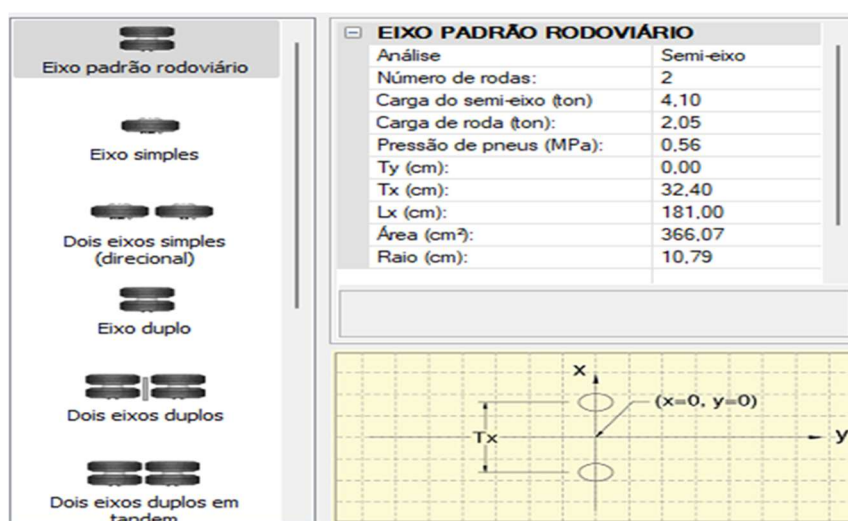 Eixo padrão rodoviário
Eixo simples
Dois eixos simples
(direcional)
Eixo duplo
Dois eixos duplos
Dois eixos duplos em
tandem
EIXO PADRÃO RODOVIÁRIO
Análise Semi-eixo
Número de rodas: 2
Carga do semi-eixo (ton) 4,10
Carga de roda (ton): 2,05
Pressão de pneus (MPa): 0,56
Ty (cm): 0,00
Tx (cm): 32,40
Lx (cm): 181,00
Área (cm²): 366,07
Raio (cm): 10,79
x
(x=0, y=0)
Tx
y